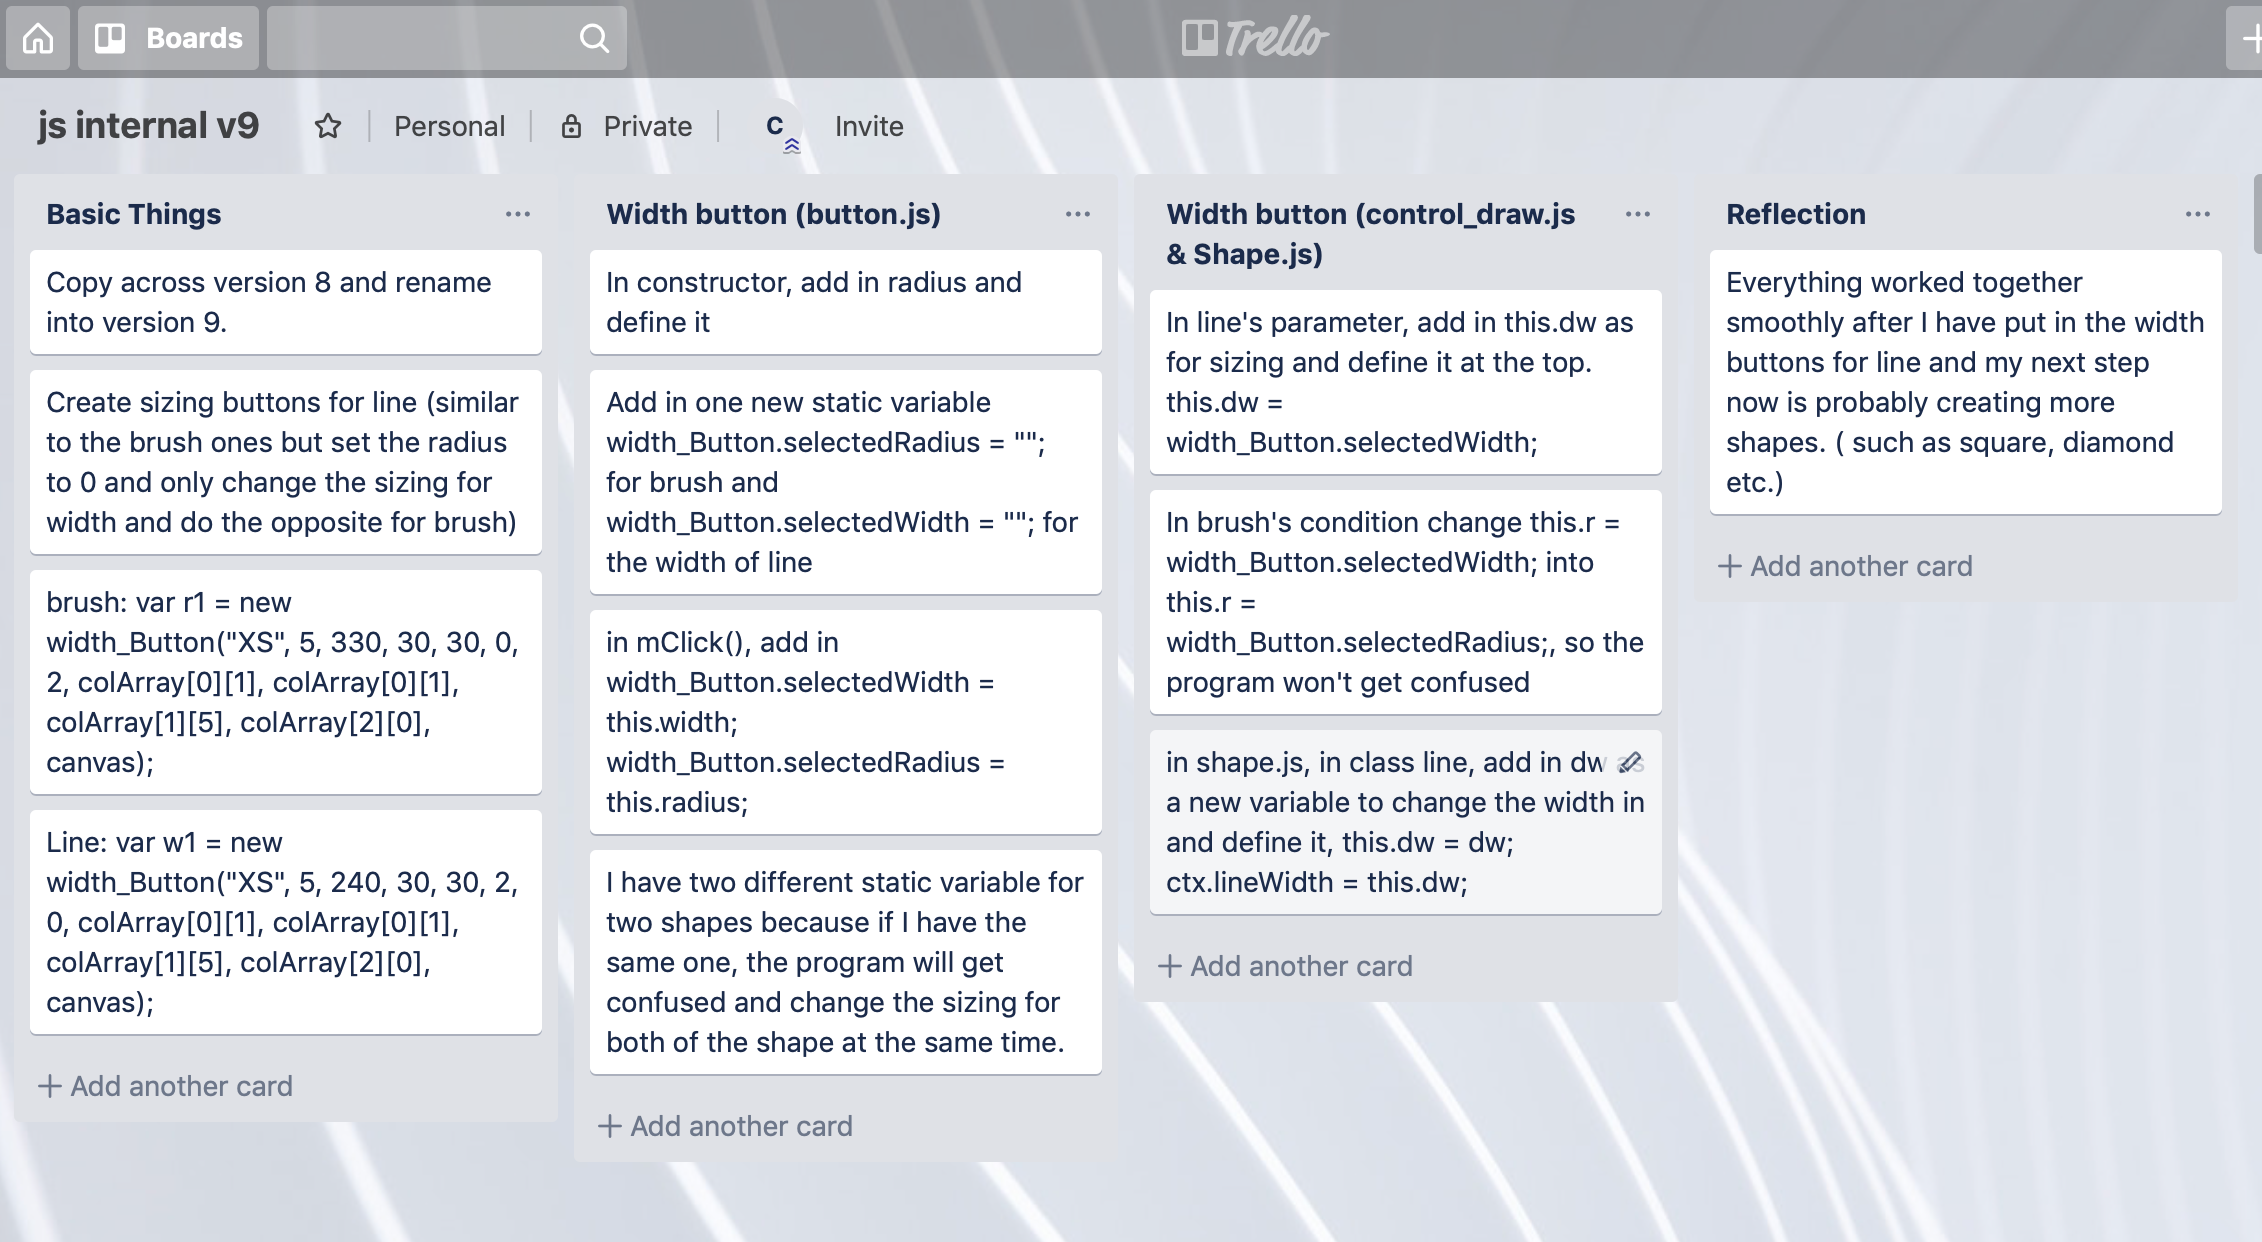 Boards
Trello
js internal v9
Personal
Private
C
Invite
Basic Things
Copy across version 8 and rename
into version 9.
Create sizing buttons for line (similar
to the brush ones but set the radius
to 0 and only change the sizing for
width and do the opposite for brush)
brush: var r1 = new
width_Button("XS", 5, 330, 30, 30, 0,
2, colArray[0][1], colArray[0][1],
colArray[1][5], colArray[2][0],
canvas);
Line: var w1 = new
width_Button("XS", 5, 240, 30, 30, 2,
0, colArray[0][1], colArray[0][1],
colArray[1][5], colArray[2][0],
canvas);
+ Add another card
Width button (button.js)
In constructor, add in radius and
define it
Add in one new static variable
width_Button.selectedRadius = "";
for brush and
width_Button.selectedWidth = ""; for
the width of line
in mClick(), add in
width_Button.selectedWidth =
this.width;
width_Button.selectedRadius =
this.radius;
I have two different static variable for
two shapes because if I have the
same one, the program will get
confused and change the sizing for
both of the shape at the same time.
+ Add another card
Width button (control_draw.js
& Shape.js)
In line's parameter, add in this.dw as
for sizing and define it at the top.
this.dw =
width_Button.selectedWidth;
In brush's condition change this.r =
width_Button.selectedWidth; into
this.r =
width_Button.selectedRadius;, so the
program won't get confused
in shape.js, in class line, add in dw as
a new variable to change the width in
and define it, this.dw = dw;
ctx.lineWidth = this.dw;
+ Add another card
Reflection
Everything worked together
smoothly after I have put in the width
buttons for line and my next step
now is probably creating more
shapes. ( such as square, diamond
etc.)
+ Add another card